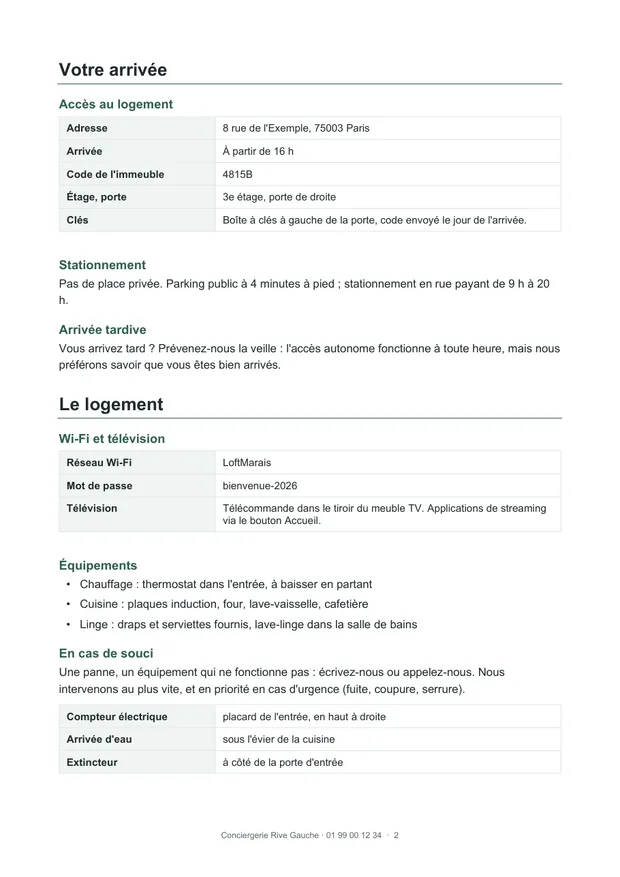 Votre arrivée
Accès au logement
Adresse 8 rue de l'Exemple, 75003 Paris
Arrivée À partir de 16 h
Code de l'immeuble 4815B
Étage, porte 3e étage, porte de droite
Clés Boîte à clés à gauche de la porte, code envoyé le jour de l'arrivée.
Stationnement
Pas de place privée. Parking public à 4 minutes à pied ; stationnement en rue payant de 9 h à 20
h.
Arrivée tardive
Vous arrivez tard ? Prévenez-nous la veille : l'accès autonome fonctionne à toute heure, mais nous
préférons savoir que vous êtes bien arrivés.
Le logement
Wi-Fi et télévision
Réseau Wi-Fi LoftMarais
Mot de passe bienvenue-2026
Télévision Télécommande dans le tiroir du meuble TV. Applications de streaming
via le bouton Accueil.
Équipements
• Chauffage : thermostat dans l'entrée, à baisser en partant
• Cuisine : plaques induction, four, lave-vaisselle, cafetière
• Linge : draps et serviettes fournis, lave-linge dans la salle de bains
En cas de souci
Une panne, un équipement qui ne fonctionne pas : écrivez-nous ou appelez-nous. Nous
intervenons au plus vite, et en priorité en cas d'urgence (fuite, coupure, serrure).
Compteur électrique placard de l'entrée, en haut à droite
Arrivée d'eau sous l'évier de la cuisine
Extincteur à côté de la porte d'entrée
Conciergerie Rive Gauche · 01 99 00 12 34 · 2